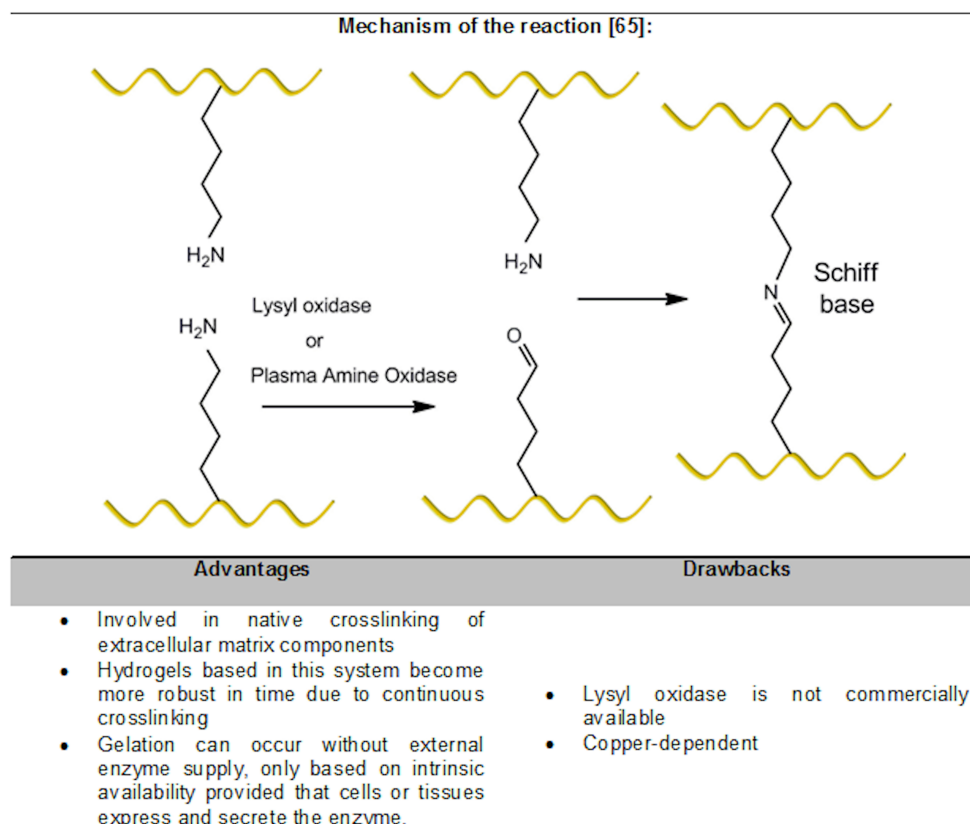 Mechanism of the reaction [65]:
H₂N
H₂N
Lysyl oxidase
or
Plasma Amine Oxidase
H₂N
O
N
Schiff
base
Advantages
Drawbacks
• Involved in native crosslinking of
extracellular matrix components
• Hydrogels based in this system become
more robust in time due to continuous
crosslinking
• Gelation can occur without external
enzyme supply, only based on intrinsic
availability provided that cells or tissues
express and secrete the enzyme.
• Lysyl oxidase is not commercially
available
• Copper-dependent